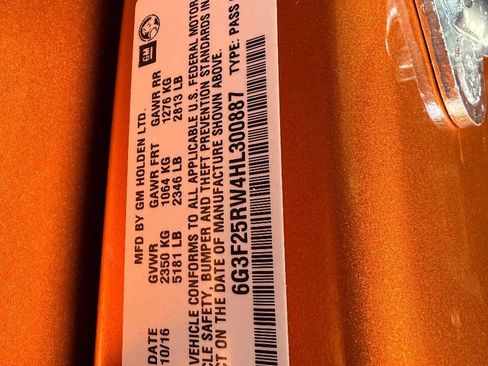 GM
MFD BY GM HOLDEN LTD.
DATE GVWR GAWR FRT GAWR RR
10/16 2350 KG 1064 KG 1276 KG
5181 LB 2346 LB 2813 LB
VEHICLE CONFORMS TO ALL APPLICABLE U.S. FEDERAL MOTOR
VEHICLE SAFETY, BUMPER AND THEFT PREVENTION STANDARDS IN
ON THE DATE OF MANUFACTURE SHOWN ABOVE.
6G3F25RW4HL300887 TYPE: PASS